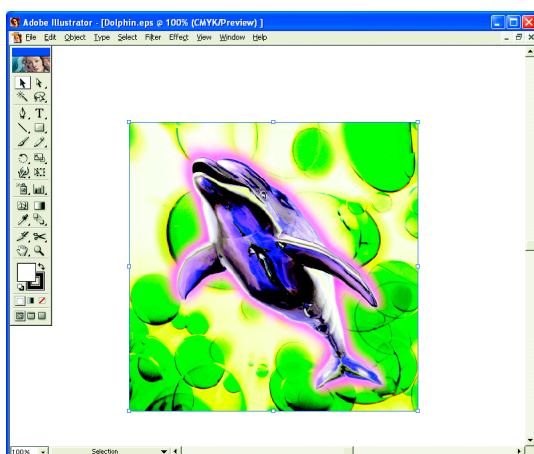 Adobe Illustrator - [Dolphin.eps @ 100% (CMYK/Preview) ]
File Edit Object Type Select Filter Effect View Window Help
T
100% Selection